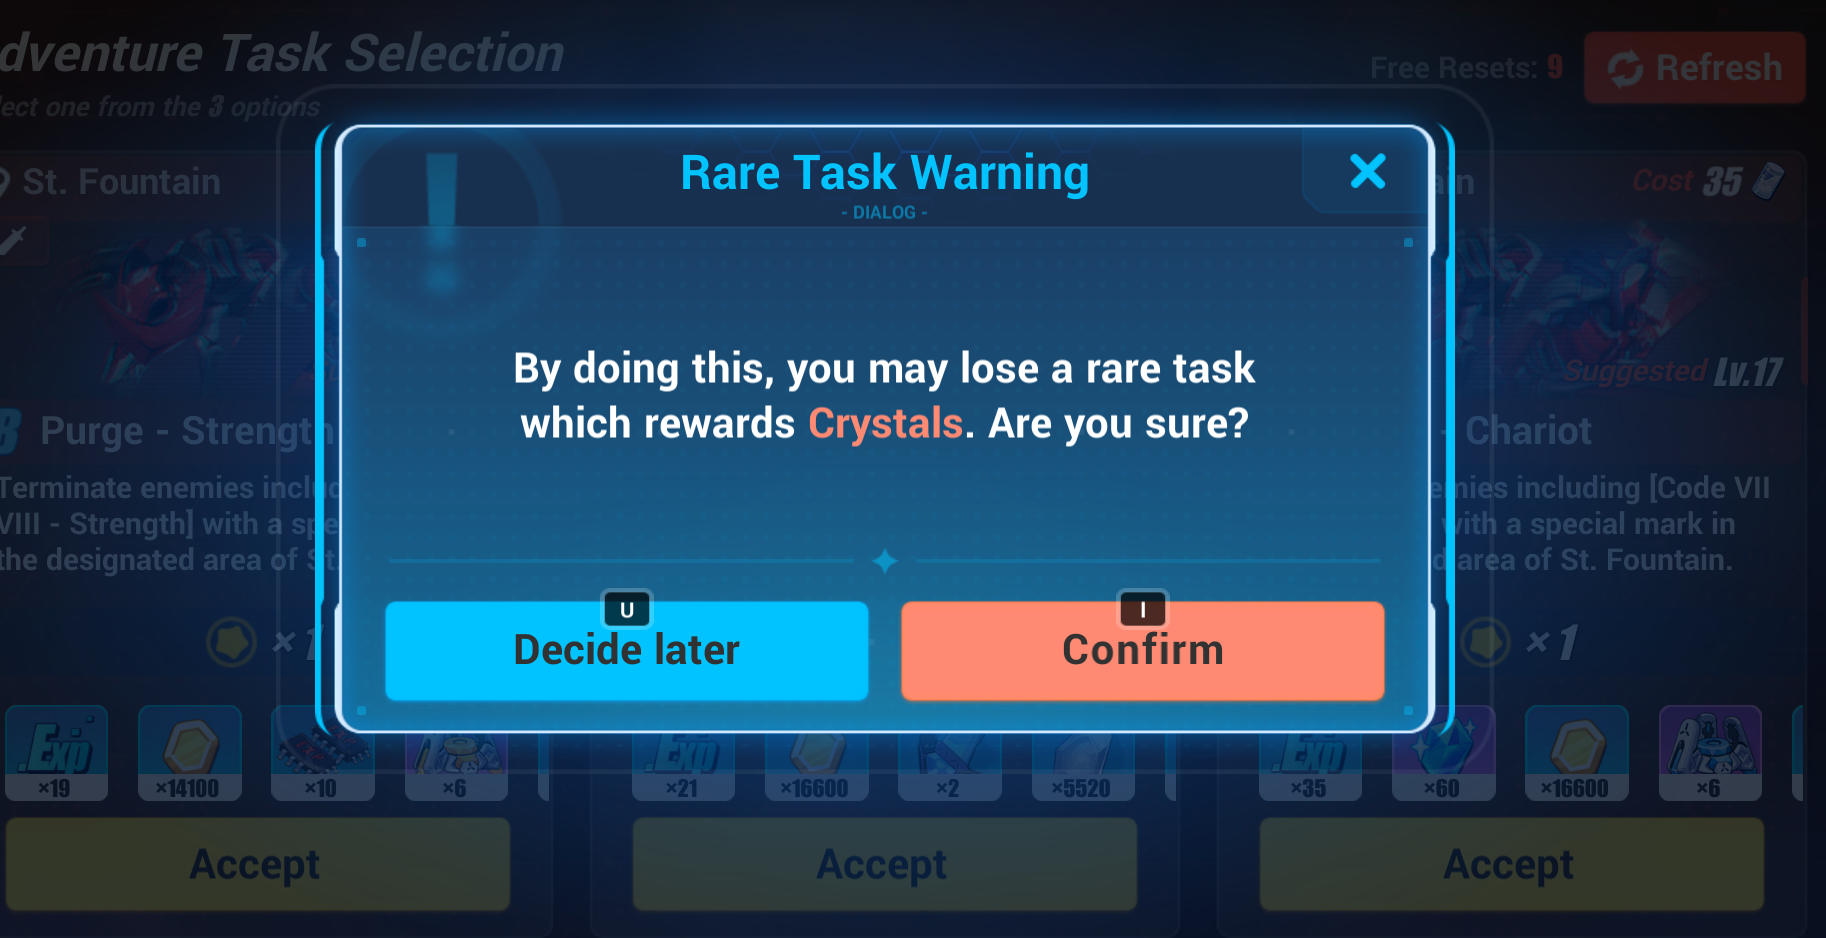 dventure Task Selection
lect one from the 3 options
Free Resets: 9
Refresh
St. Fountain
Rare Task Warning
- DIALOG -
Cost 35
Suggested Lv.17
By doing this, you may lose a rare task
which rewards Crystals. Are you sure?
Purge - Strength
- Chariot
Terminate enemies includ
VIII - Strength] with a spe
the designated area of St.
emies including [Code VII
with a special mark in
d area of St. Fountain.
U
Decide later
I
Confirm
×1
×1
.Exp
×19
×14100
×10
×6
.Exp
×21
×16600
×2
×5520
.Exp
×35
×60
×16600
×6
Accept
Accept
Accept